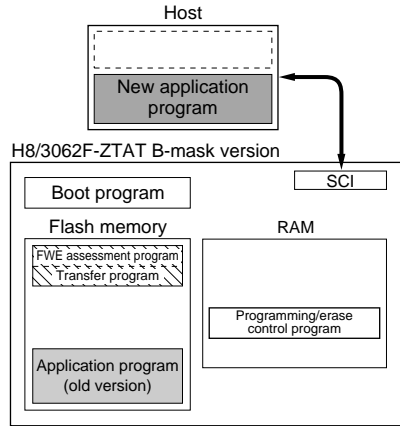 Host
New application
program
H8/3062F-ZTAT B-mask version
SCI
Boot program
Flash memory
RAM
FWE assessment program
Transfer program
Programming/erase
control program
Application program
(old version)